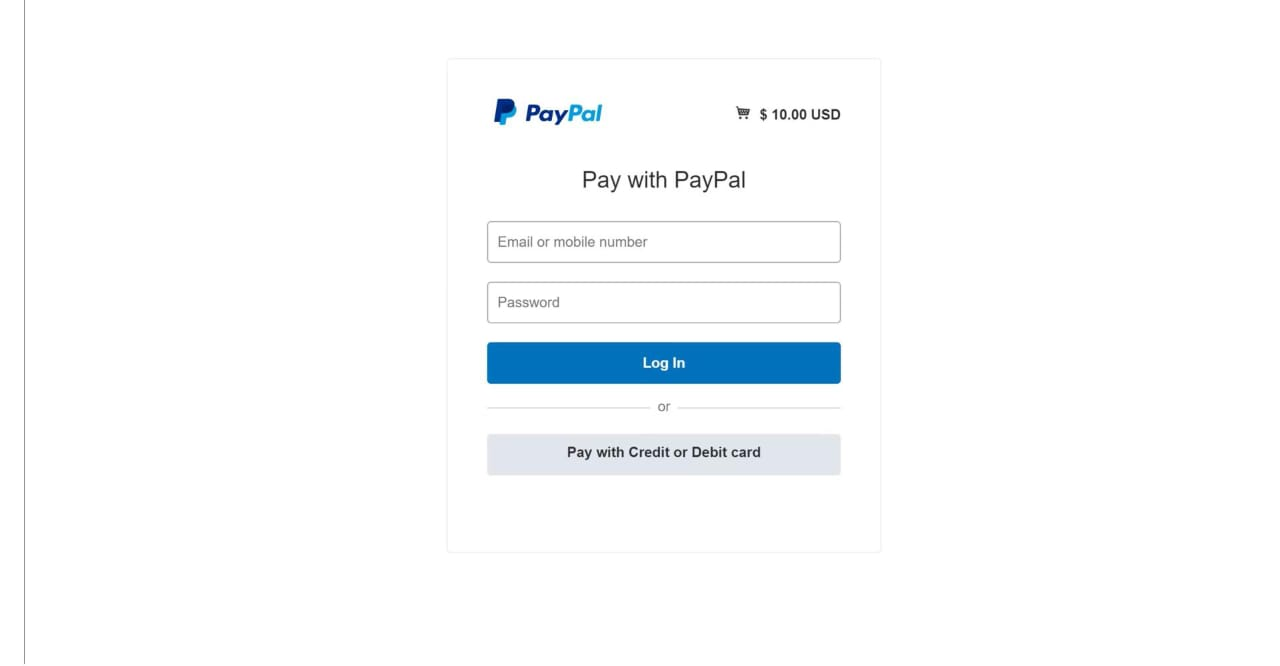 PayPal
$ 10.00 USD
Pay with PayPal
Email or mobile number
Password
Log In
or
Pay with Credit or Debit card